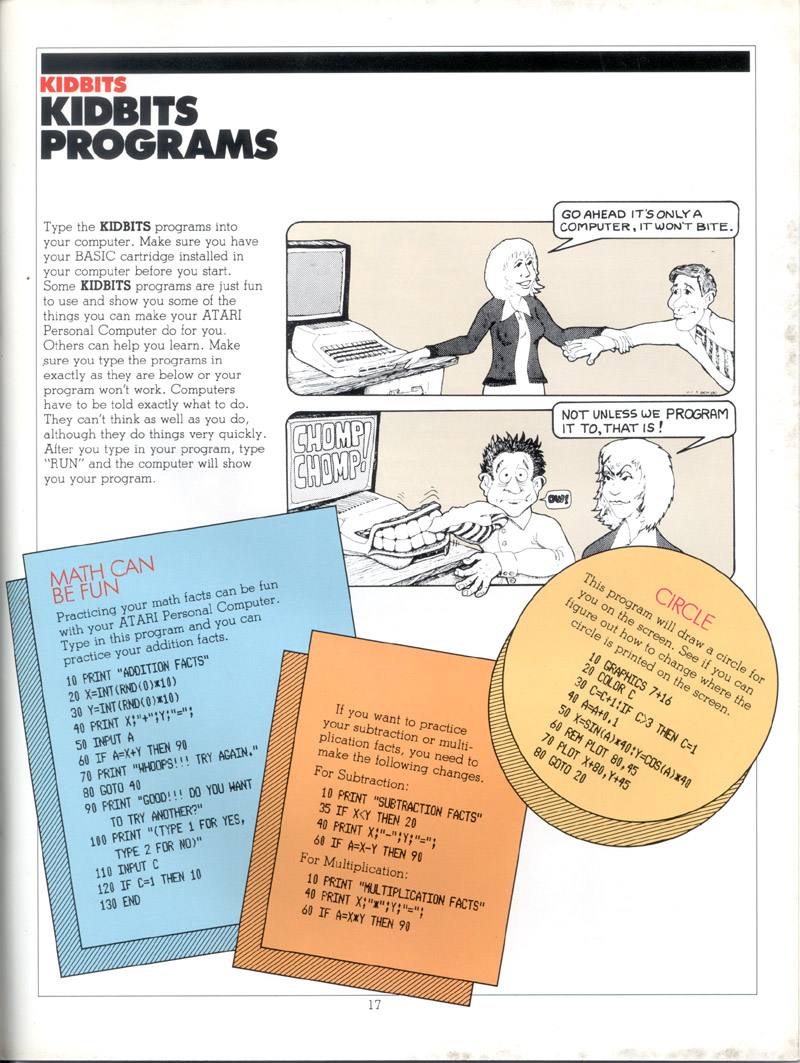 KIDBITS
KIDBITS
PROGRAMS
Type the KIDBITS programs into
your computer. Make sure you have
your BASIC cartridge installed in
your computer before you start.
Some KIDBITS programs are just fun
to use and show you some of the
things you can make your ATARI
Personal Computer do for you.
Others can help you learn. Make
sure you type the programs in
exactly as they are below or your
program won't work. Computers
have to be told exactly what to do.
They can't think as well as you do,
although they do things very quickly.
After you type in your program, type
"RUN" and the computer will show
you your program.
GO AHEAD IT'S ONLY A
COMPUTER, IT WON'T BITE.
NOT UNLESS WE PROGRAM
IT TO, THAT IS!
CHOMP!
CHOMP!
MATH CAN
BE FUN
Practicing your math facts can be fun
with your ATARI Personal Computer.
Type in this program and you can
practice your addition facts.
10 PRINT "ADDITION FACTS"
20 X=INT(RND(0)*10)
30 Y=INT(RND(0)*10)
40 PRINT X;"+";Y;"=";
50 INPUT A
60 IF A=X+Y THEN 90
70 PRINT "WHOOPS!!! TRY AGAIN."
80 GOTO 40
90 PRINT "GOOD!!! DO YOU WANT
TO TRY ANOTHER?"
100 PRINT "(TYPE 1 FOR YES,
TYPE 2 FOR NO)"
110 INPUT C
120 IF C=1 THEN 10
130 END
If you want to practice
your subtraction or multi-
plication facts, you need to
make the following changes.
For Subtraction:
10 PRINT "SUBTRACTION FACTS"
35 IF X<Y THEN 20
40 PRINT X;"-";Y;"=";
60 IF A=X-Y THEN 90
For Multiplication:
10 PRINT "MULTIPLICATION FACTS"
40 PRINT X;"*";Y;"=";
60 IF A=X*Y THEN 90
CIRCLE
This program will draw a circle for
you on the screen. See if you can
figure out how to change where the
circle is printed on the screen.
10 GRAPHICS 7+16
20 COLOR C
30 C=C+1:IF C>3 THEN C=1
40 A=A+0.1
50 X=SIN(A)*40:Y=COS(A)*40
60 REM PLOT 80,45
70 PLOT X+80,Y+45
80 GOTO 20
17